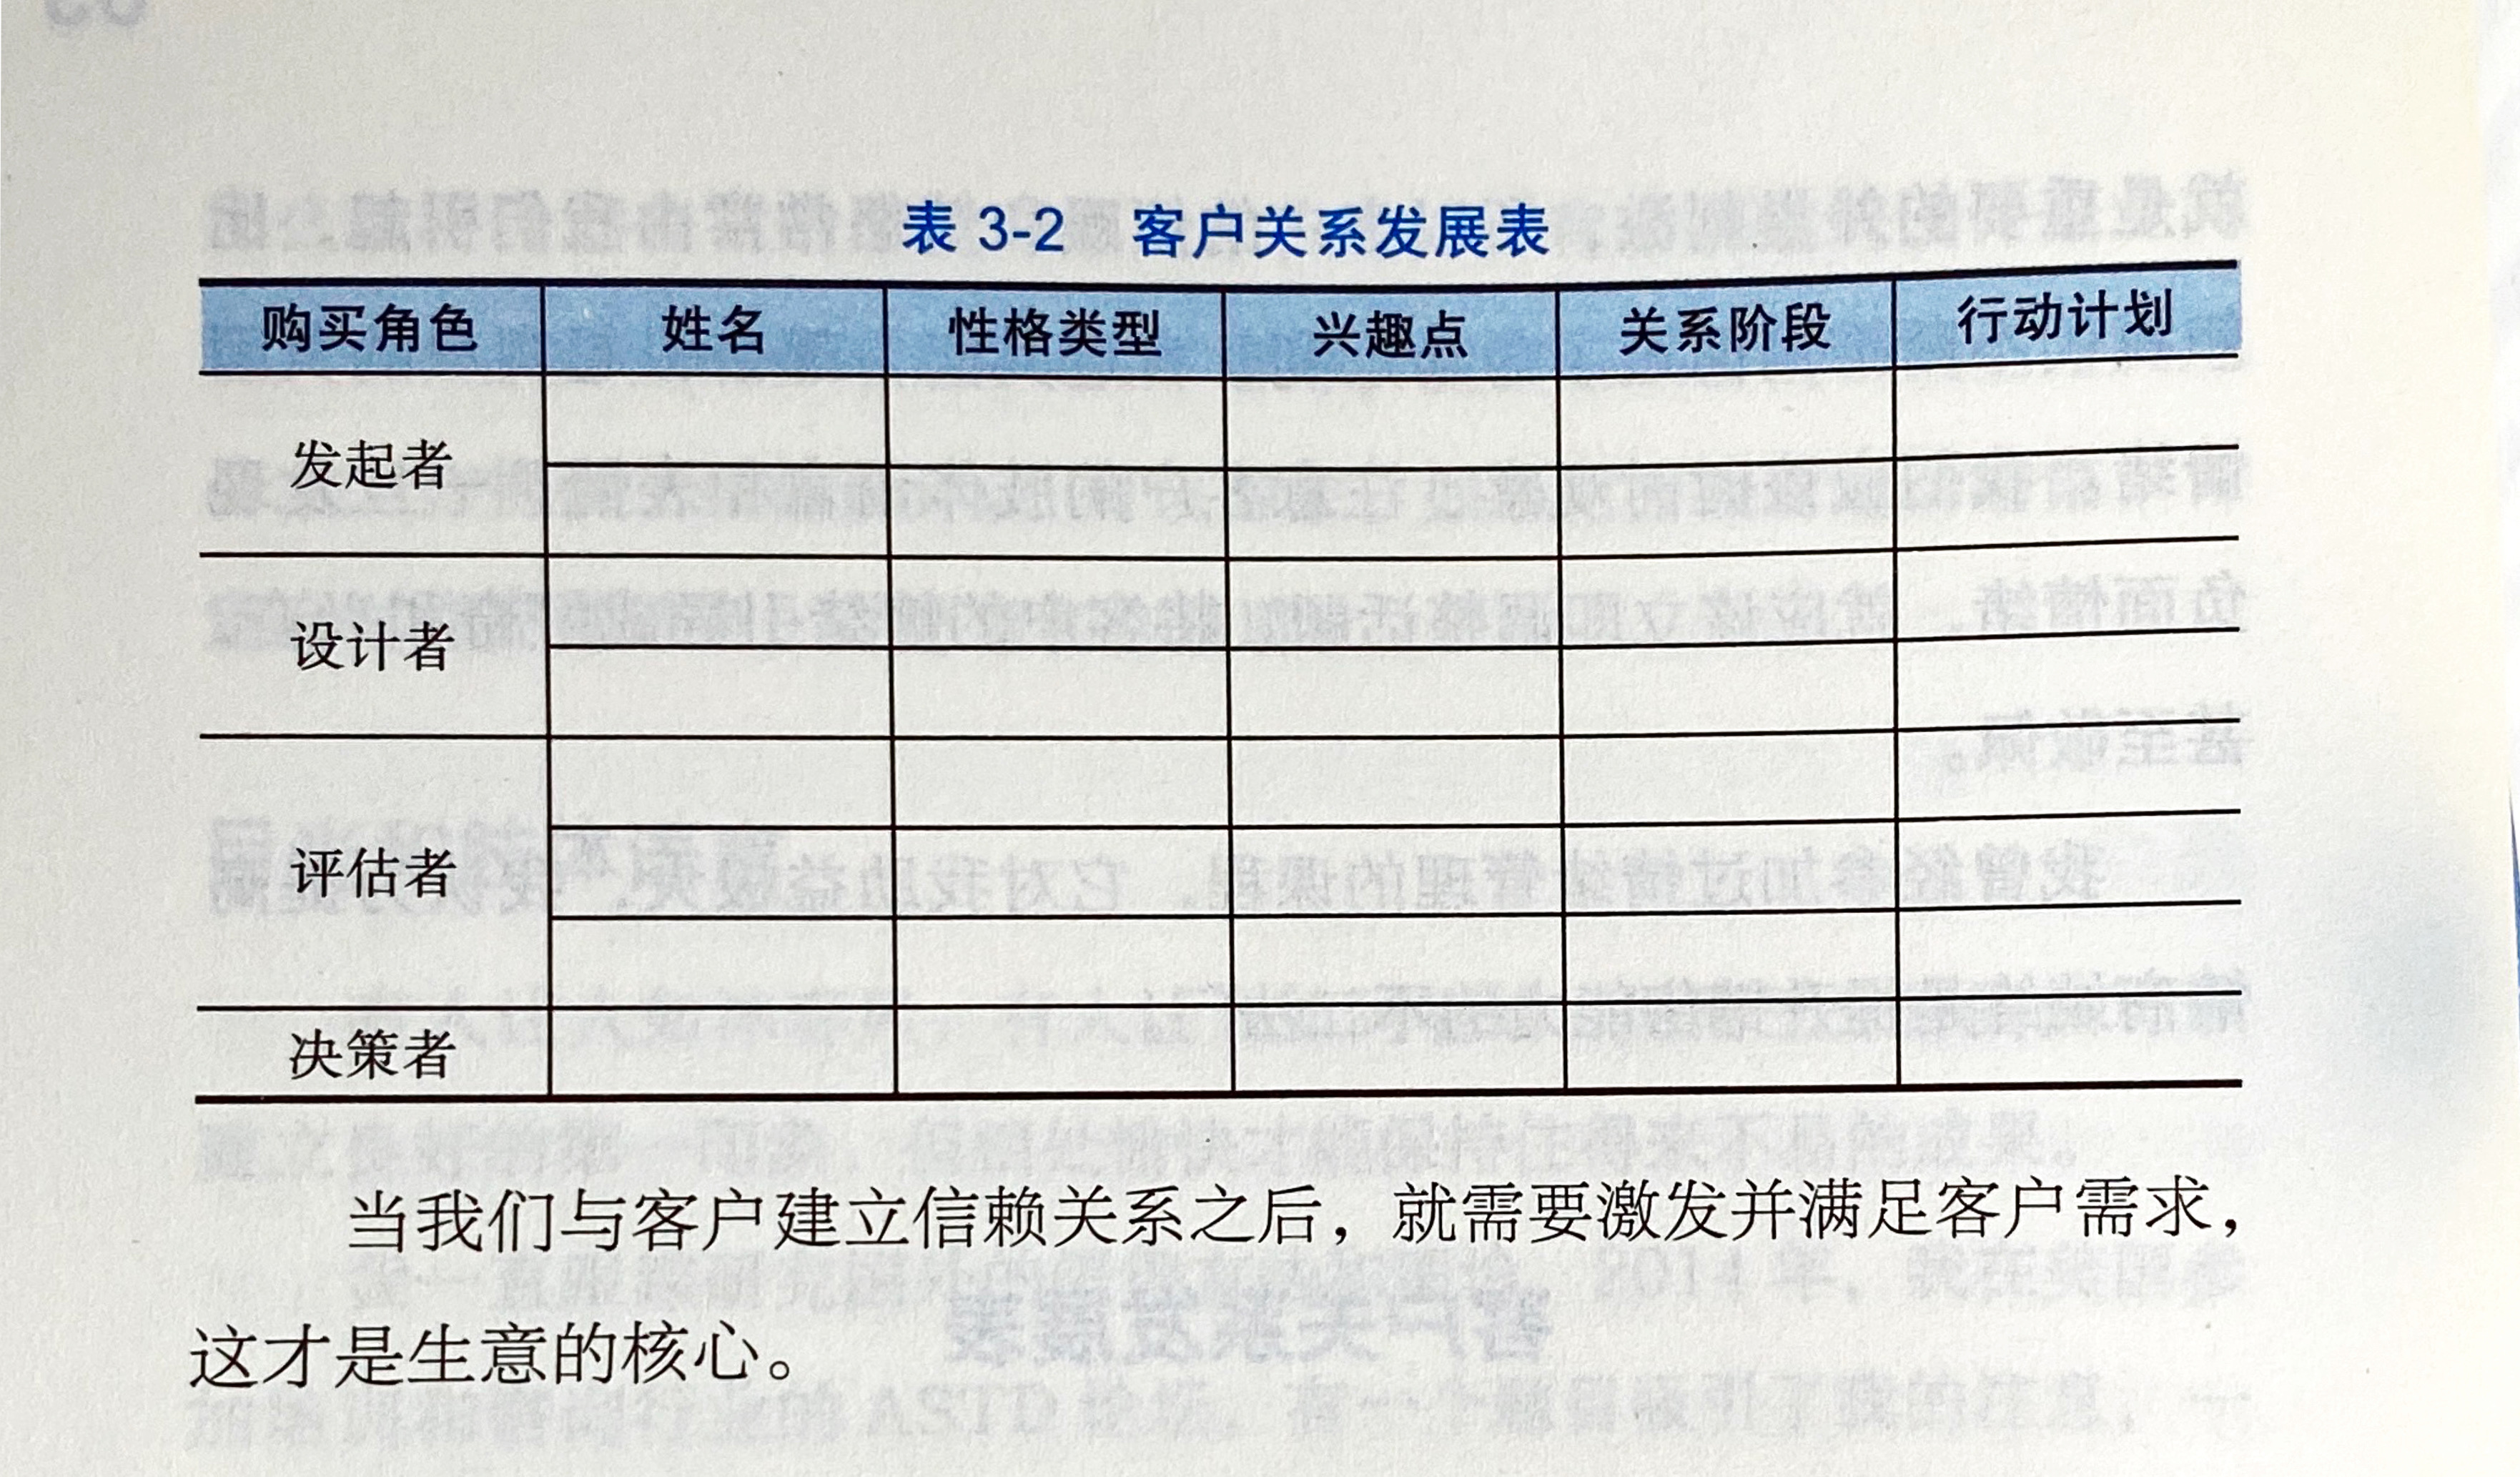 表 3-2 客户关系发展表
购买角色 姓名 性格类型 兴趣点 关系阶段 行动计划
发起者
设计者
评估者
决策者
当我们与客户建立信赖关系之后，就需要激发并满足客户需求，
这才是生意的核心。